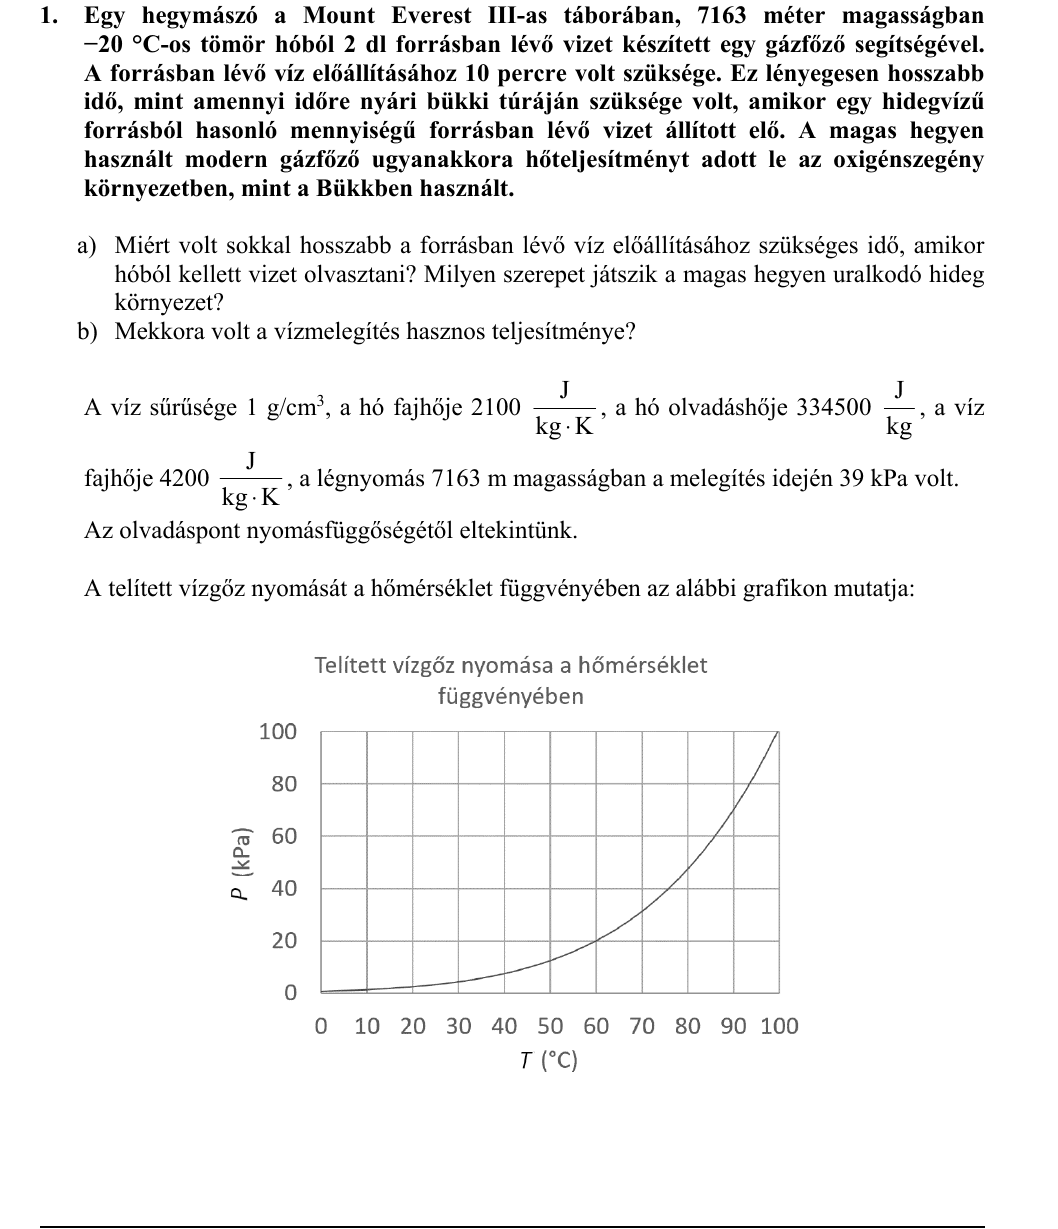 1. Egy hegymászó a Mount Everest III-as táborában, 7163 méter magasságban
−20 °C-os tömör hóból 2 dl forrásban lévő vizet készített egy gázfőző segítségével.
A forrásban lévő víz előállításához 10 percre volt szüksége. Ez lényegesen hosszabb
idő, mint amennyi időre nyári bükki túráján szüksége volt, amikor egy hidegvízű
forrásból hasonló mennyiségű forrásban lévő vizet állított elő. A magas hegyen
használt modern gázfőző ugyanakkora hőteljesítményt adott le az oxigénszegény
környezetben, mint a Bükkben használt.
a) Miért volt sokkal hosszabb a forrásban lévő víz előállításához szükséges idő, amikor
hóból kellett vizet olvasztani? Milyen szerepet játszik a magas hegyen uralkodó hideg
környezet?
b) Mekkora volt a vízmelegítés hasznos teljesítménye?
A víz sűrűsége 1 g/cm³, a hó fajhője 2100 J/(kg · K), a hó olvadáshője 334500 J/kg, a víz
fajhője 4200 J/(kg · K), a légnyomás 7163 m magasságban a melegítés idején 39 kPa volt.
Az olvadáspont nyomásfüggőségétől eltekintünk.
A telített vízgőz nyomását a hőmérséklet függvényében az alábbi grafikon mutatja:
Telített vízgőz nyomása a hőmérséklet
függvényében
100
80
60
40
20
0
P (kPa)
0 10 20 30 40 50 60 70 80 90 100
T (°C)